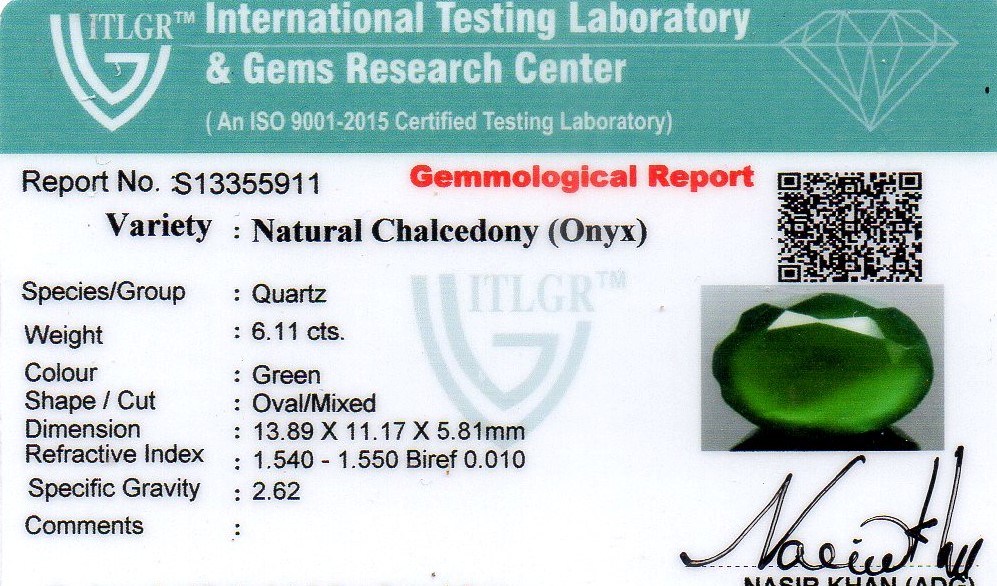 ITLGR™
International Testing Laboratory
& Gems Research Center
( An ISO 9001-2015 Certified Testing Laboratory)
Report No. :S13355911
Gemmological Report
Variety : Natural Chalcedony (Onyx)
ITLGR™
Species/Group : Quartz
Weight : 6.11 cts.
Colour : Green
Shape / Cut : Oval/Mixed
Dimension : 13.89 X 11.17 X 5.81mm
Refractive Index : 1.540 - 1.550 Biref 0.010
Specific Gravity : 2.62
Comments :
NASIR KHAN (ADG)